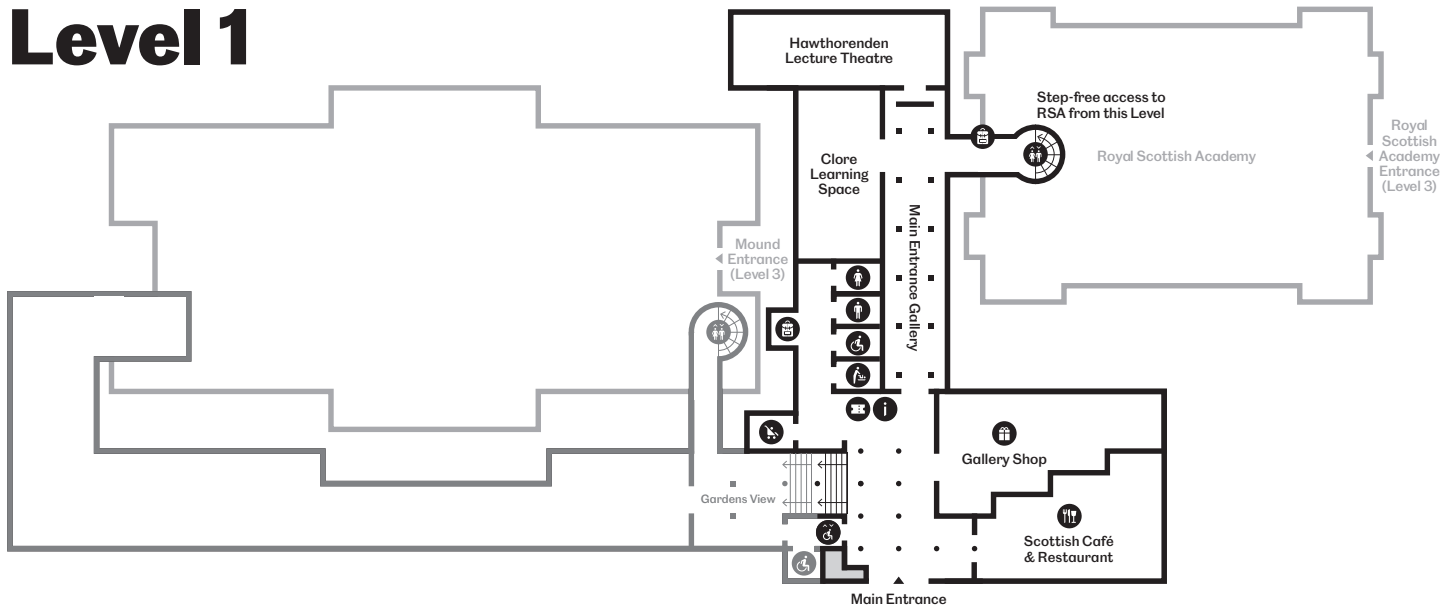 Level 1
Hawthorenden
Lecture Theatre
Step-free access to
RSA from this Level
Royal Scottish Academy
Royal
Scottish
Academy
Entrance
(Level 3)
Clore
Learning
Space
Main Entrance Gallery
Mound
Entrance
(Level 3)
Gallery Shop
Gardens View
Scottish Café
& Restaurant
Main Entrance